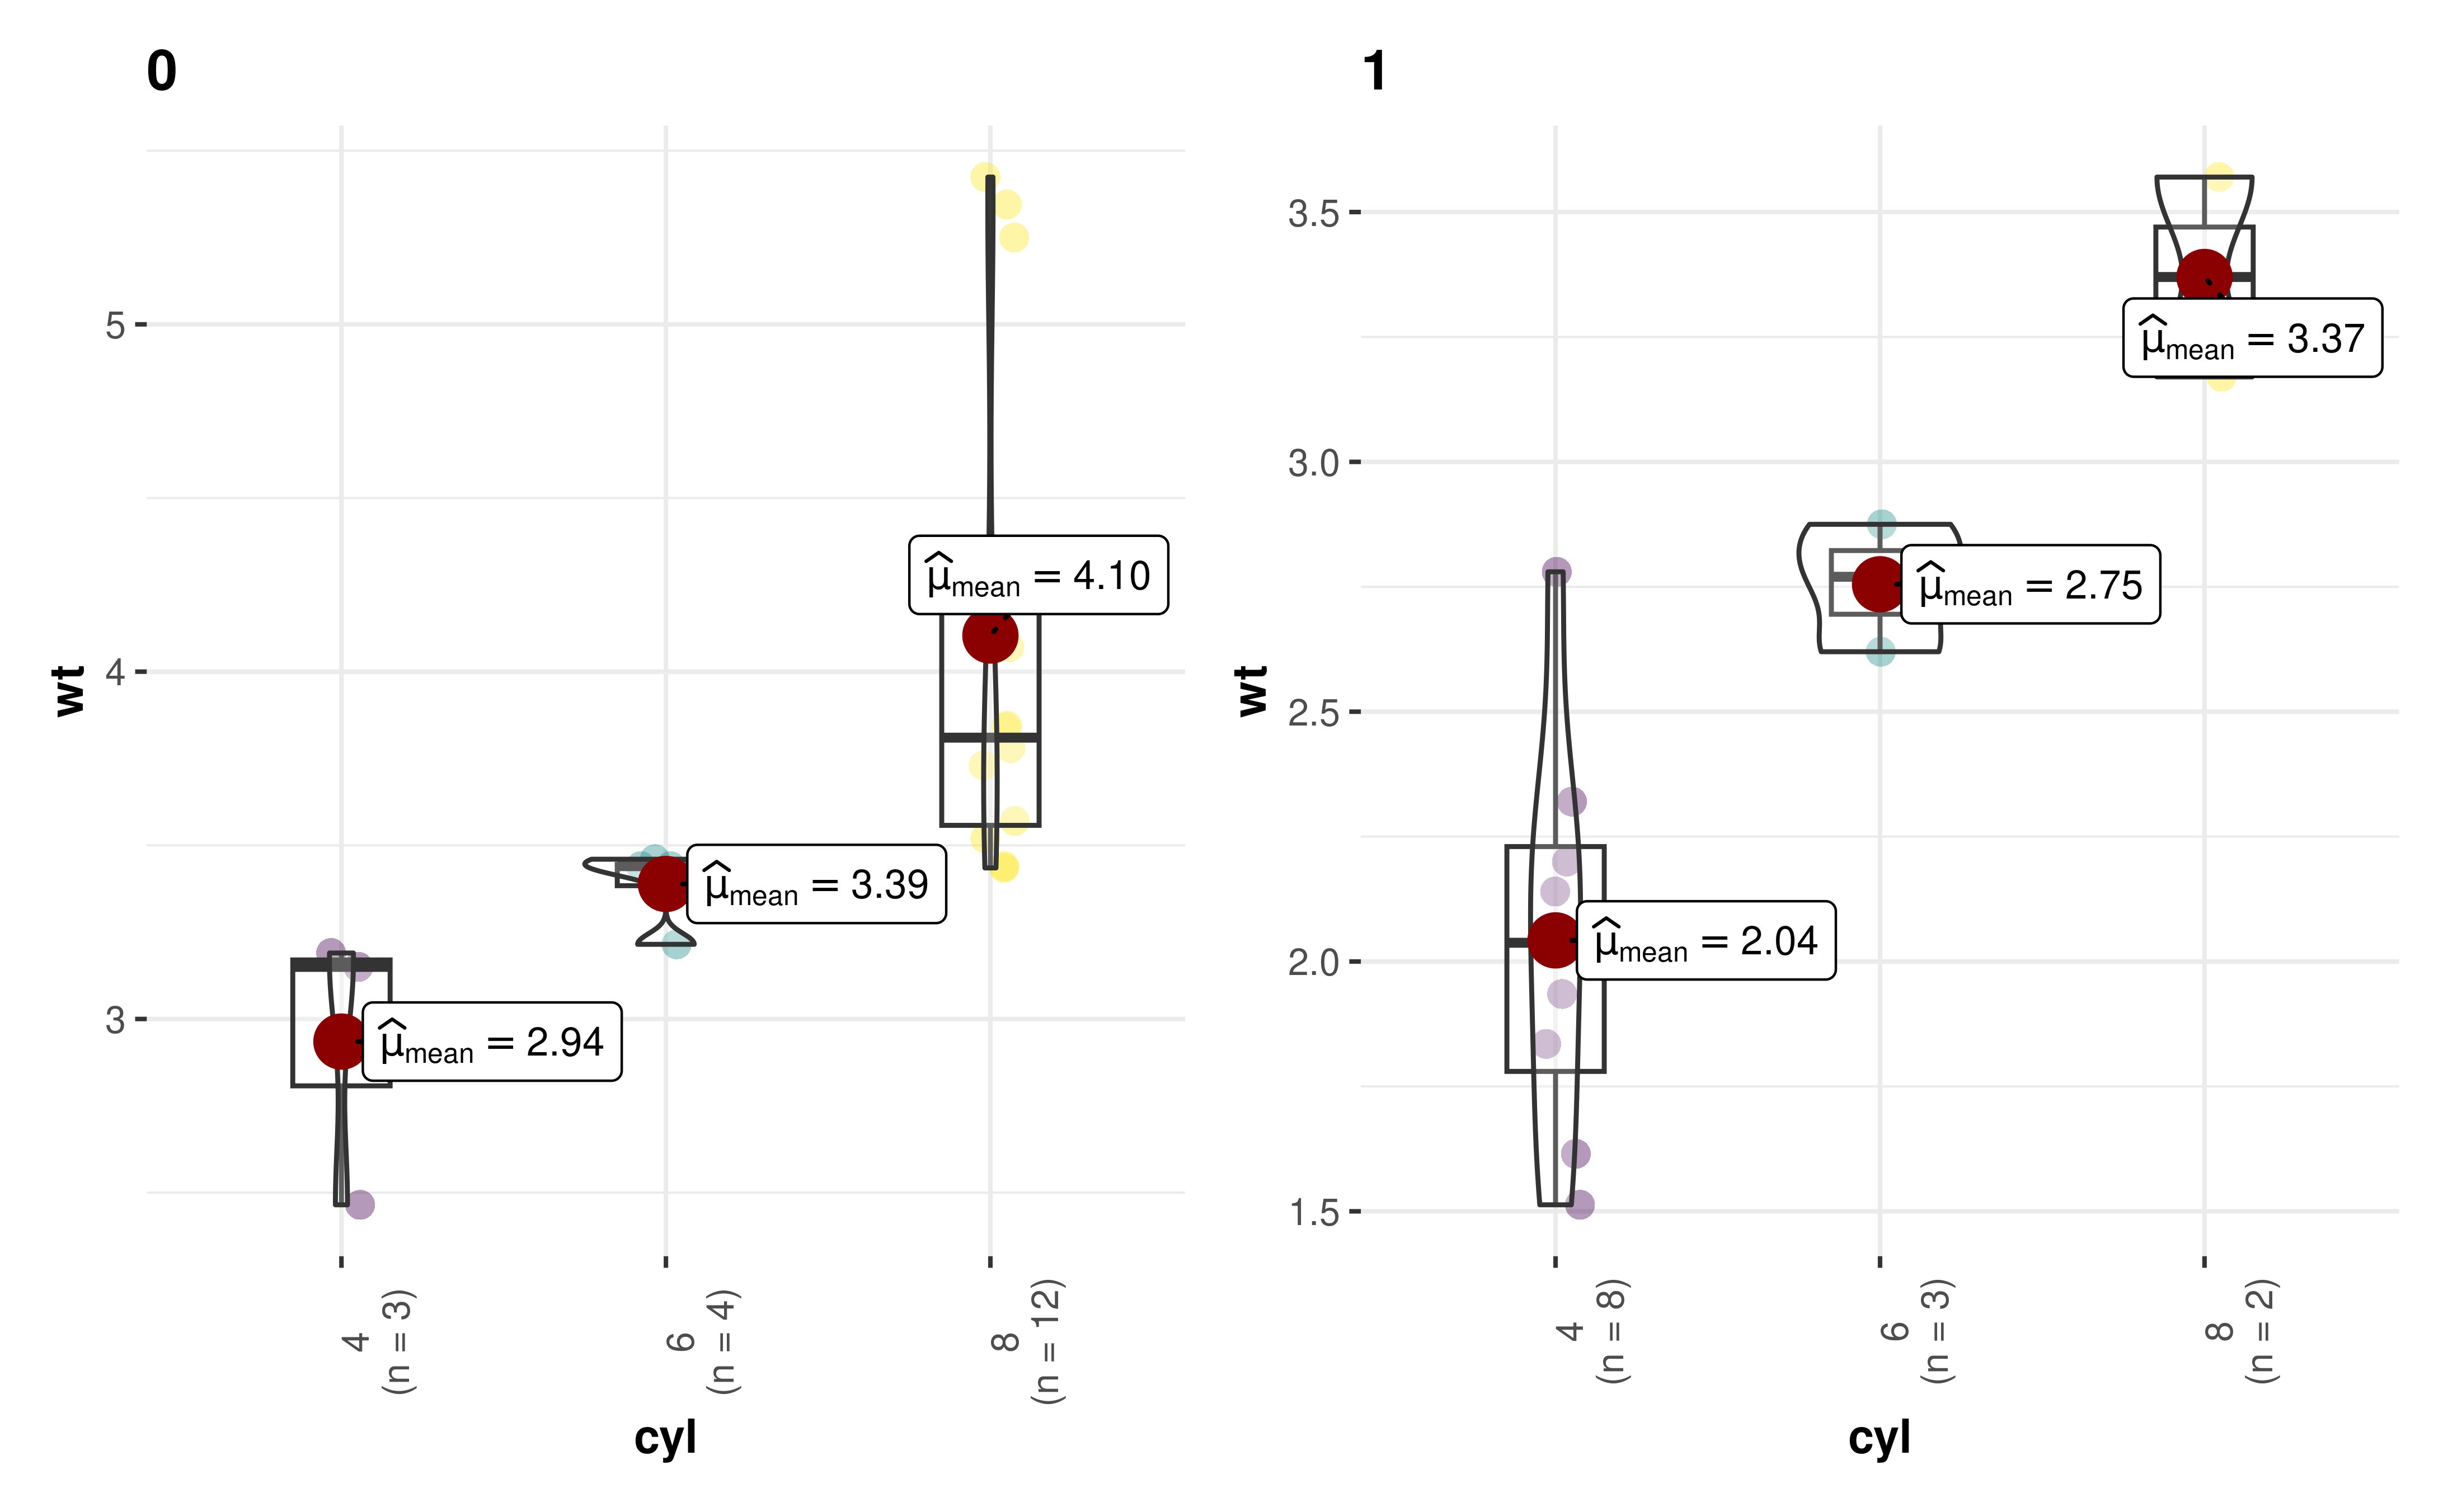 0
wt
5
4
3
μ̂mean = 2.94
μ̂mean = 3.39
μ̂mean = 4.10
4
(n = 3)
6
(n = 4)
8
(n = 12)
cyl
1
wt
3.5
3.0
2.5
2.0
1.5
μ̂mean = 2.04
μ̂mean = 2.75
μ̂mean = 3.37
4
(n = 8)
6
(n = 3)
8
(n = 2)
cyl